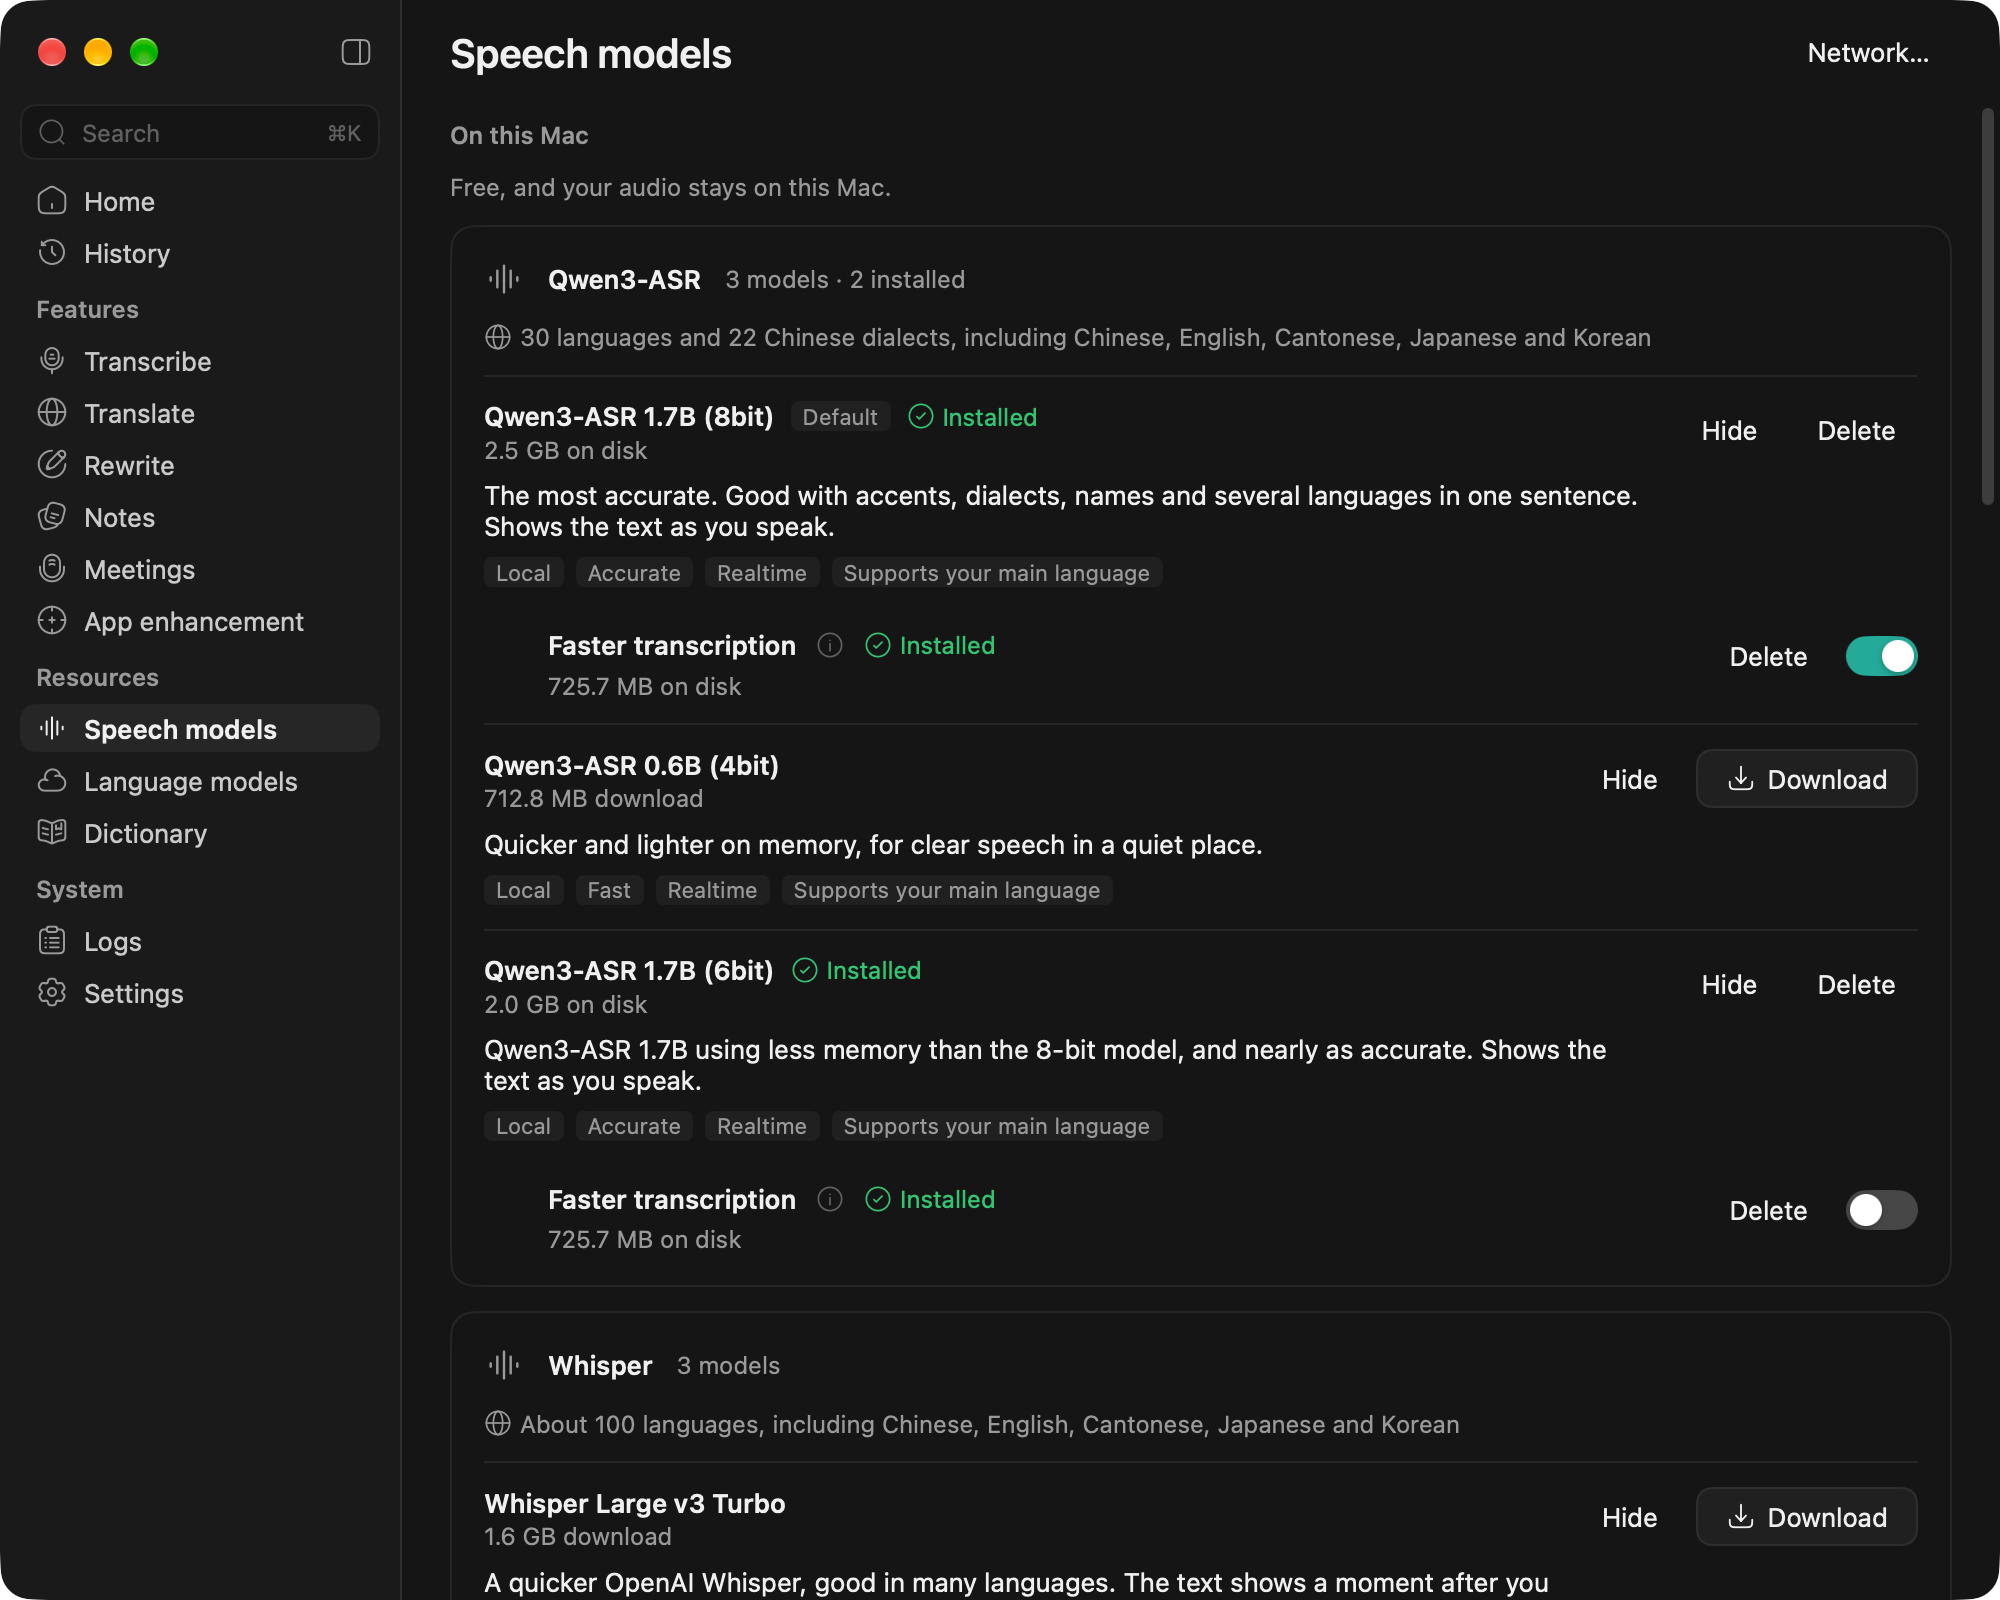 Search ⌘K
Home
History
Features
Transcribe
Translate
Rewrite
Notes
Meetings
App enhancement
Resources
Speech models
Language models
Dictionary
System
Logs
Settings
Speech models
Network...
On this Mac
Free, and your audio stays on this Mac.
Qwen3-ASR 3 models · 2 installed
30 languages and 22 Chinese dialects, including Chinese, English, Cantonese, Japanese and Korean
Qwen3-ASR 1.7B (8bit) Default Installed
2.5 GB on disk
Hide Delete
The most accurate. Good with accents, dialects, names and several languages in one sentence.
Shows the text as you speak.
Local Accurate Realtime Supports your main language
Faster transcription Installed
725.7 MB on disk
Delete
Qwen3-ASR 0.6B (4bit)
712.8 MB download
Hide Download
Quicker and lighter on memory, for clear speech in a quiet place.
Local Fast Realtime Supports your main language
Qwen3-ASR 1.7B (6bit) Installed
2.0 GB on disk
Hide Delete
Qwen3-ASR 1.7B using less memory than the 8-bit model, and nearly as accurate. Shows the
text as you speak.
Local Accurate Realtime Supports your main language
Faster transcription Installed
725.7 MB on disk
Delete
Whisper 3 models
About 100 languages, including Chinese, English, Cantonese, Japanese and Korean
Whisper Large v3 Turbo
1.6 GB download
Hide Download
A quicker OpenAI Whisper, good in many languages. The text shows a moment after you